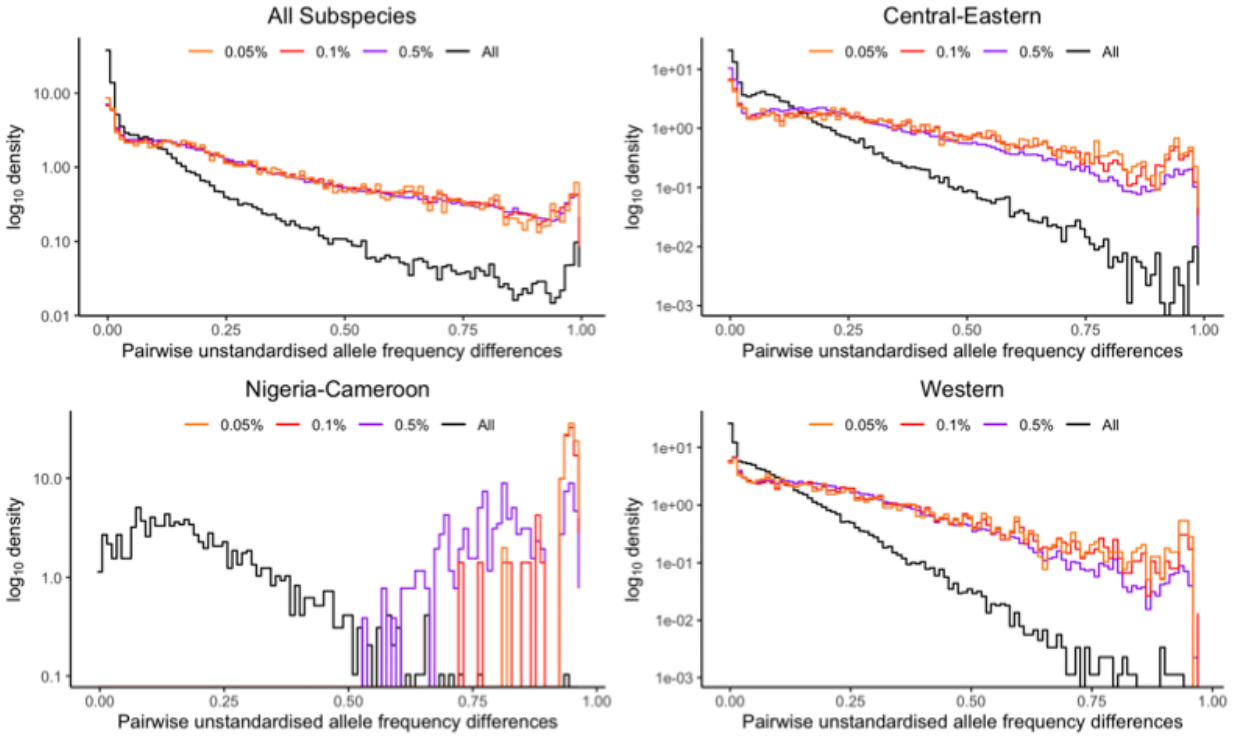 All Subspecies
0.05% 0.1% 0.5% All
10.00
1.00
0.10
0.01
log₁₀ density
0.00 0.25 0.50 0.75 1.00
Pairwise unstandardised allele frequency differences
Central-Eastern
0.05% 0.1% 0.5% All
1e+01
1e+00
1e-01
1e-02
1e-03
log₁₀ density
0.00 0.25 0.50 0.75 1.00
Pairwise unstandardised allele frequency differences
Nigeria-Cameroon
0.05% 0.1% 0.5% All
10.0
1.0
0.1
log₁₀ density
0.00 0.25 0.50 0.75 1.00
Pairwise unstandardised allele frequency differences
Western
0.05% 0.1% 0.5% All
1e+01
1e+00
1e-01
1e-02
1e-03
log₁₀ density
0.00 0.25 0.50 0.75 1.00
Pairwise unstandardised allele frequency differences